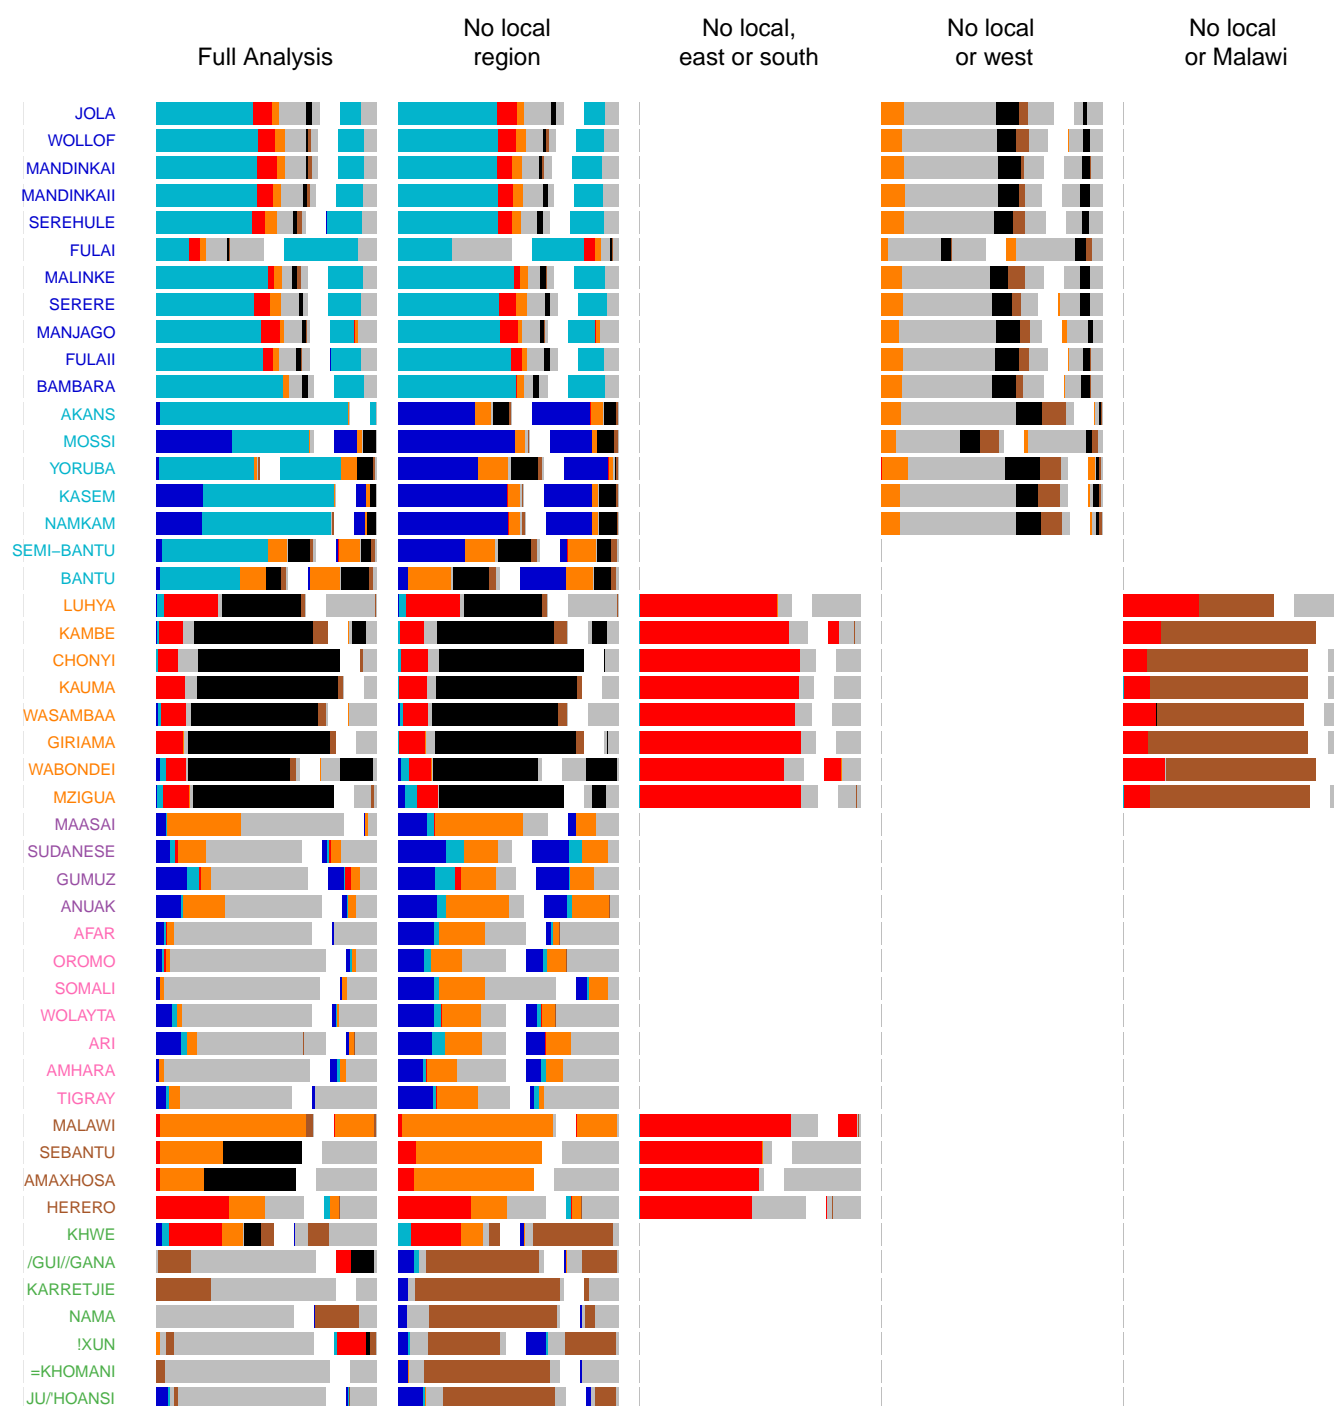 Full Analysis
No local
region
No local,
east or south
No local
or west
No local
or Malawi
JOLA
WOLLOF
MANDINKAI
MANDINKAII
SEREHULE
FULAI
MALINKE
SERERE
MANJAGO
FULAII
BAMBARA
AKANS
MOSSI
YORUBA
KASEM
NAMKAM
SEMI−BANTU
BANTU
LUHYA
KAMBE
CHONYI
KAUMA
WASAMBAA
GIRIAMA
WABONDEI
MZIGUA
MAASAI
SUDANESE
GUMUZ
ANUAK
AFAR
OROMO
SOMALI
WOLAYTA
ARI
AMHARA
TIGRAY
MALAWI
SEBANTU
AMAXHOSA
HERERO
KHWE
/GUI//GANA
KARRETJIE
NAMA
!XUN
=KHOMANI
JU/'HOANSI